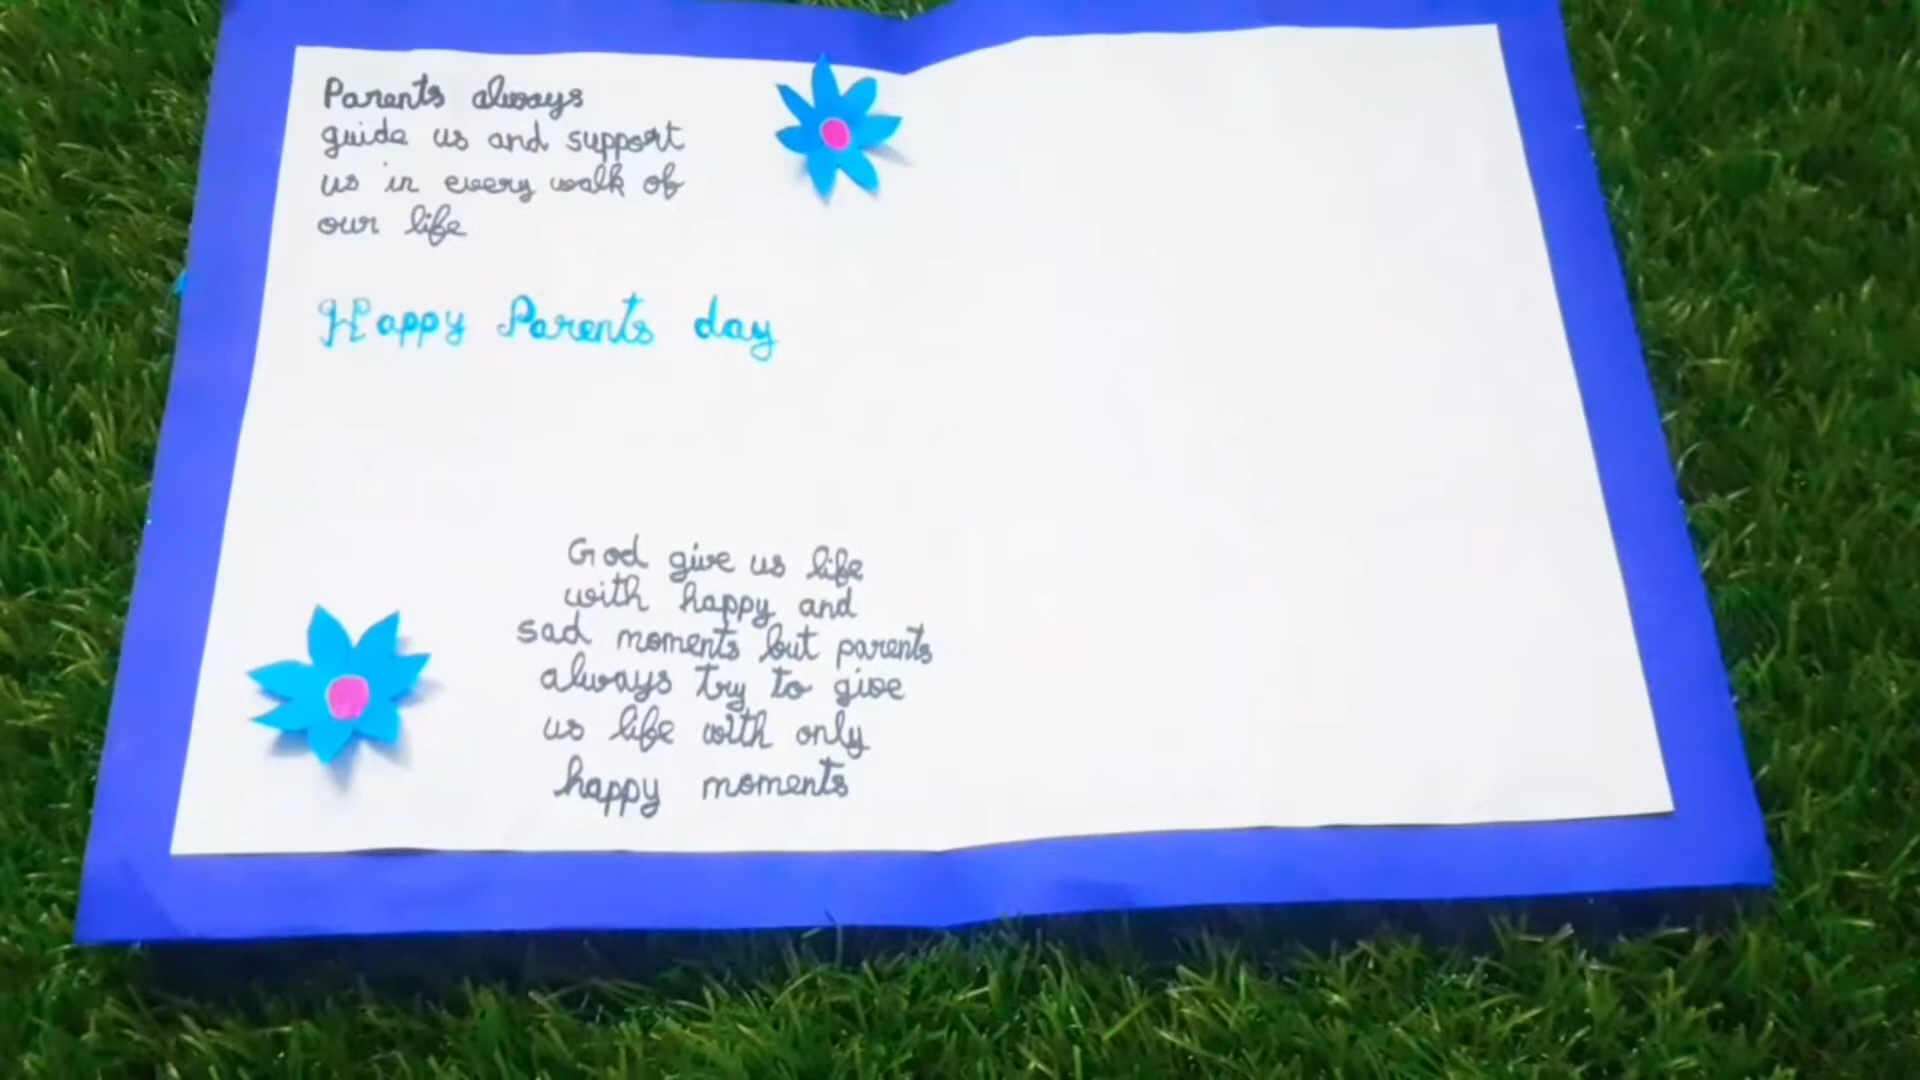 Parents always
guide us and support
us in every walk of
our life
Happy Parents day
God give us life
with happy and
sad moments but parents
always try to give
us life with only
happy moments